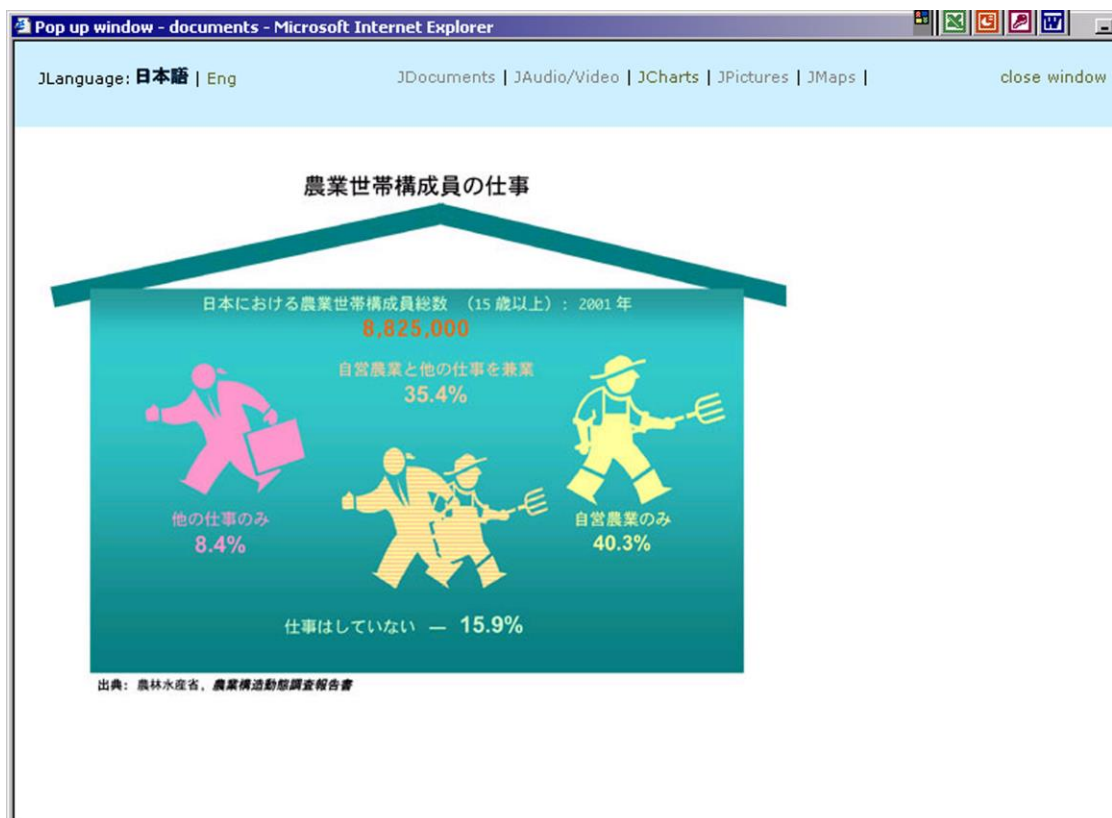 Pop up window - documents - Microsoft Internet Explorer
JLanguage: 日本語 | Eng JDocuments | JAudio/Video | JCharts | JPictures | JMaps | close window
農業世帯構成員の仕事
日本における農業世帯構成員総数 （15 歳以上）: 2001 年
8,825,000
自営農業と他の仕事を兼業
35.4%
他の仕事のみ
8.4%
自営農業のみ
40.3%
仕事はしていない — 15.9%
出典: 農林水産省, 農業構造動態調査報告書